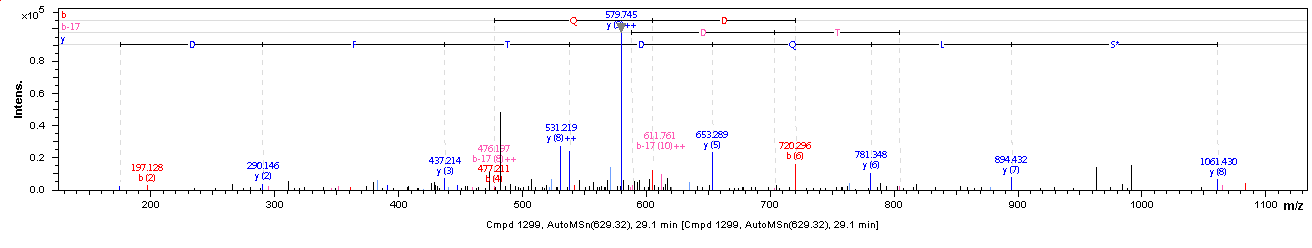 ×10⁵
b
b-17
y
Q D
D T
D F T D Q L S*
Intens.
0.8
0.6
0.4
0.2
0.0
579.745
197.128
b (2)
290.146
y (2)
437.214
y (3)
476.197
b-17 (8)++
477.211
b (4)
531.219
y (8)++
611.761
b-17 (10)++
653.289
y (5)
720.296
b (6)
781.348
y (6)
894.432
y (7)
1061.430
y (8)
200 300 400 500 600 700 800 900 1000 1100 m/z
Cmpd 1299, AutoMSn(629.32), 29.1 min [Cmpd 1299, AutoMSn(629.32), 29.1 min]